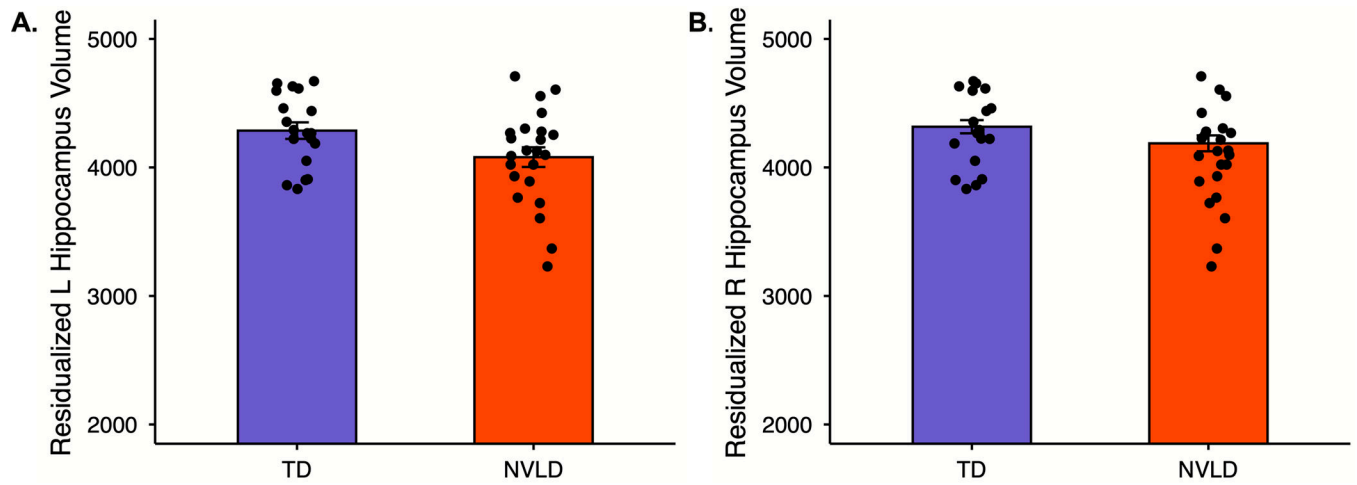 A.
Residualized L Hippocampus Volume
5000
4000
3000
2000
TD
NVLD
B.
Residualized R Hippocampus Volume
5000
4000
3000
2000
TD
NVLD